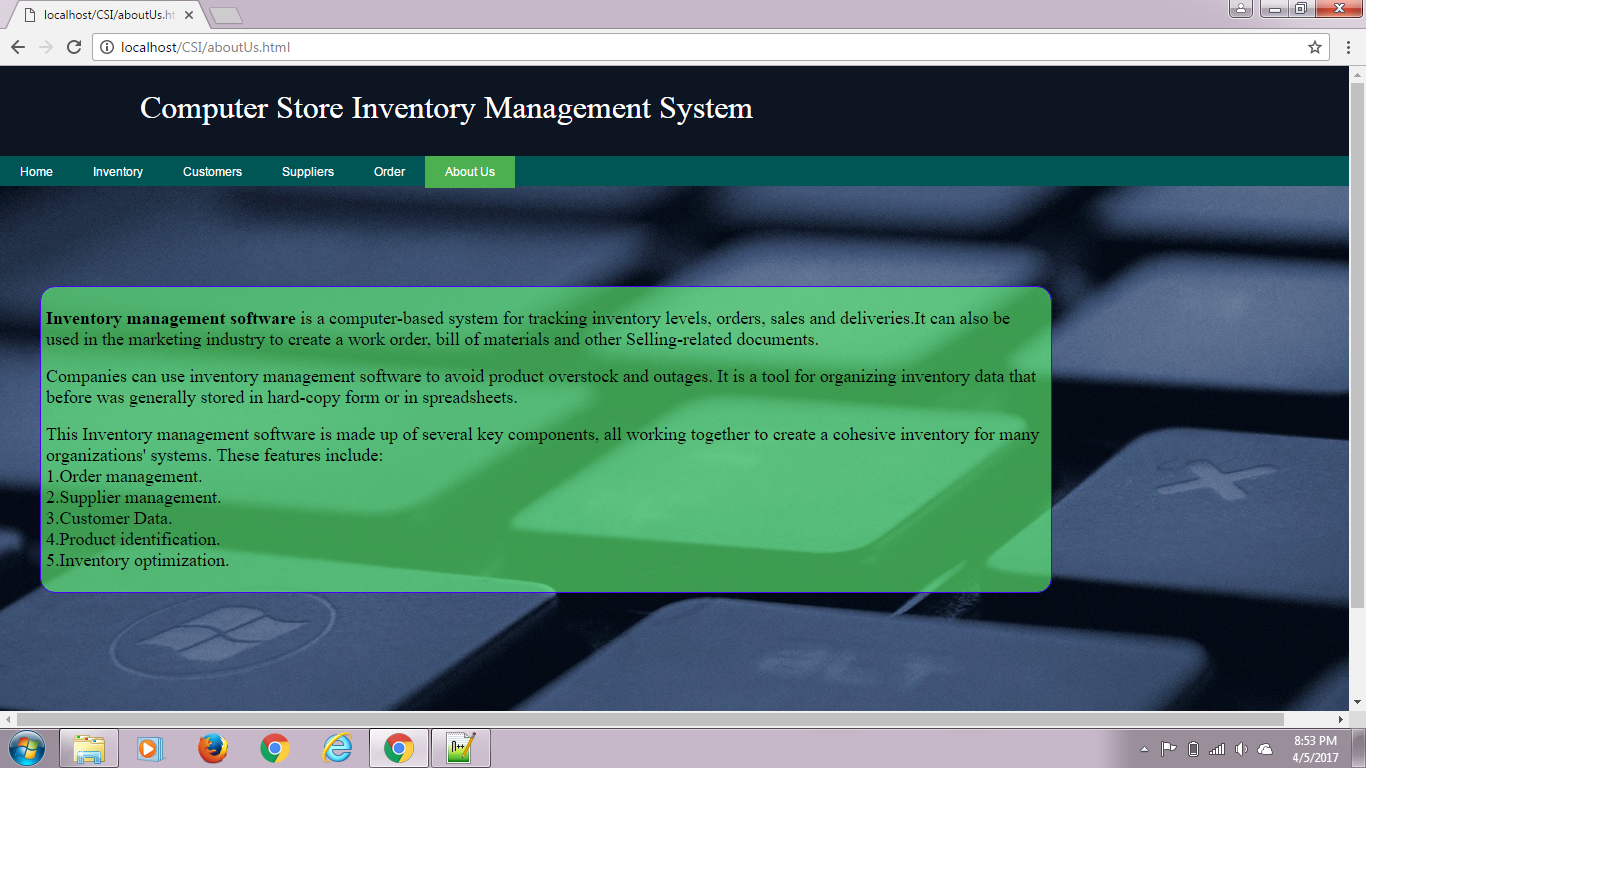 localhost/CSI/aboutUs.ht
localhost/CSI/aboutUs.html
Computer Store Inventory Management System
Home Inventory Customers Suppliers Order About Us
Inventory management software is a computer-based system for tracking inventory levels, orders, sales and deliveries.It can also be
used in the marketing industry to create a work order, bill of materials and other Selling-related documents.
Companies can use inventory management software to avoid product overstock and outages. It is a tool for organizing inventory data that
before was generally stored in hard-copy form or in spreadsheets.
This Inventory management software is made up of several key components, all working together to create a cohesive inventory for many
organizations' systems. These features include:
1.Order management.
2.Supplier management.
3.Customer Data.
4.Product identification.
5.Inventory optimization.
ALT
8:53 PM
4/5/2017